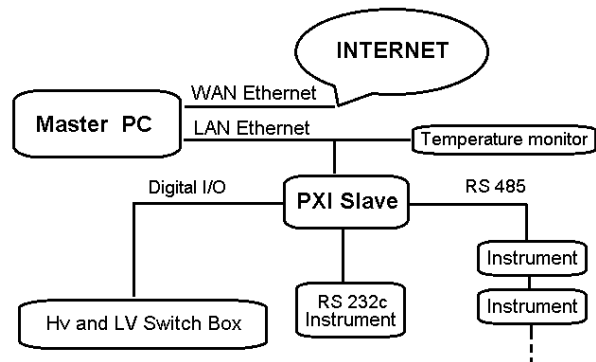 INTERNET
WAN Ethernet
Master PC
LAN Ethernet
Temperature monitor
Digital I/O
PXI Slave
RS 485
Instrument
RS 232c
Instrument
Instrument
Hv and LV Switch Box